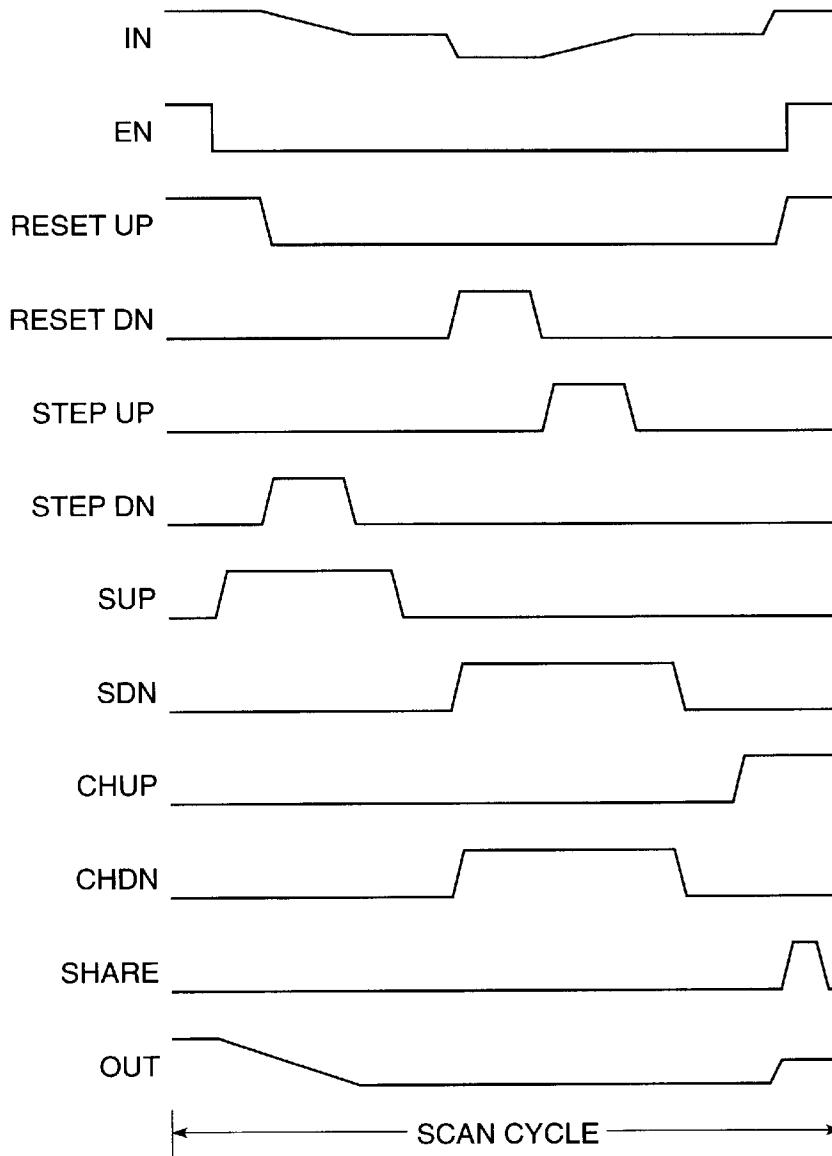 IN
EN
RESET UP
RESET DN
STEP UP
STEP DN
SUP
SDN
CHUP
CHDN
SHARE
OUT
SCAN CYCLE